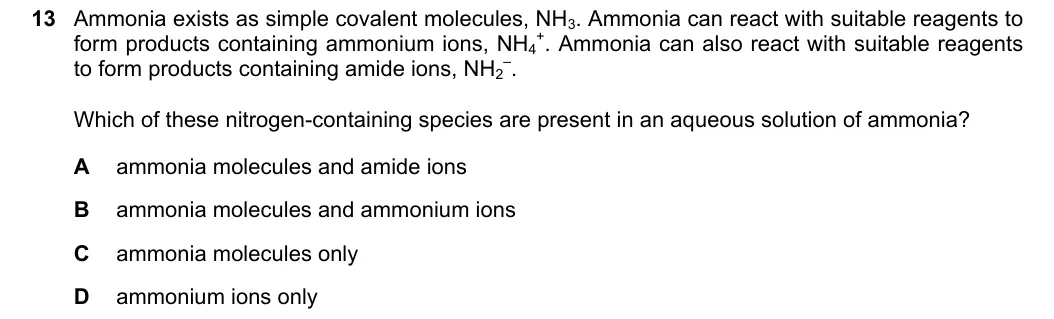 13 Ammonia exists as simple covalent molecules, NH₃. Ammonia can react with suitable reagents to
form products containing ammonium ions, NH₄⁺. Ammonia can also react with suitable reagents
to form products containing amide ions, NH₂⁻.
Which of these nitrogen-containing species are present in an aqueous solution of ammonia?
A ammonia molecules and amide ions
B ammonia molecules and ammonium ions
C ammonia molecules only
D ammonium ions only